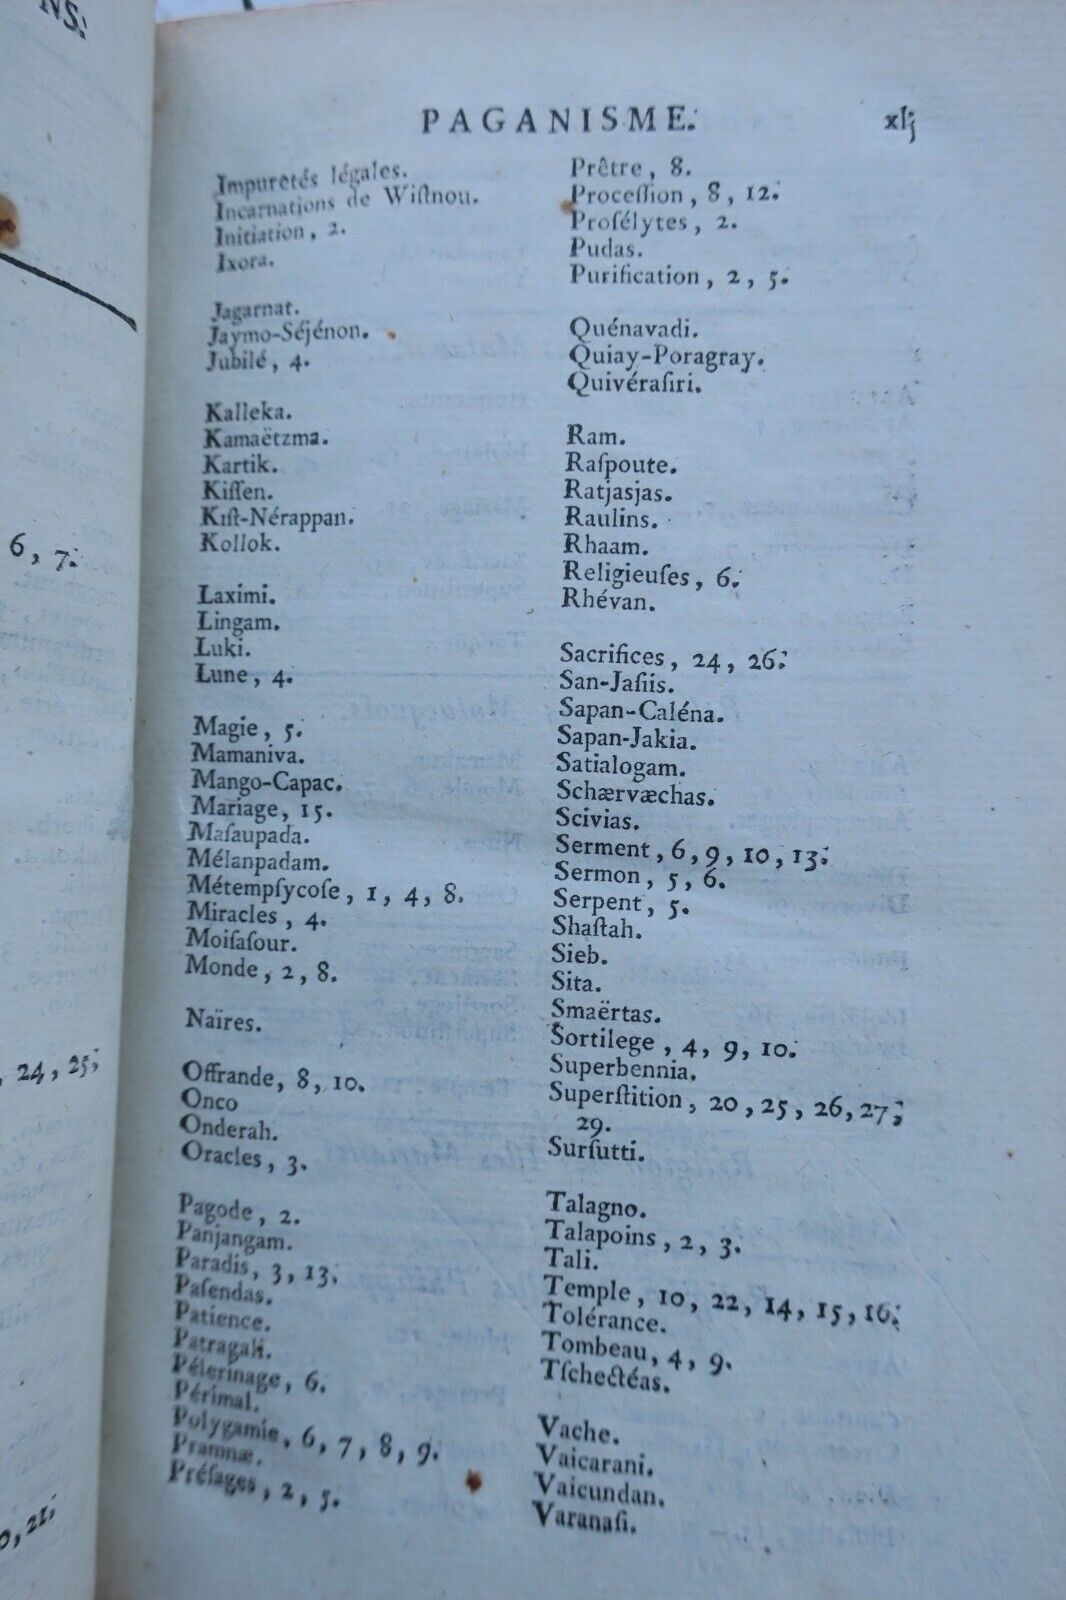 NS.
6, 7.
, 24, 25;
0, 21.
PAGANISME. xlj
Impuretés légales.
Incarnations de Wiſtnou.
Initiation, 2.
Ixora.
Jagarnat.
Jaymo-Séjénon.
Jubilé, 4.
Kalleka.
Kamaëtzma.
Kartik.
Kiſſen.
Kiſt-Nérappan.
Kollok.
Laximi.
Lingam.
Luki.
Lune, 4.
Magie, 5.
Mamaniva.
Mango-Capac.
Mariage, 15.
Maſaupada.
Mélanpadam.
Métempſycoſe, 1, 4, 8.
Miracles, 4.
Moiſaſour.
Monde, 2, 8.
Naïres.
Offrande, 8, 10.
Onco
Onderah.
Oracles, 3.
Pagode, 2.
Panjangam.
Paradis, 3, 13.
Paſendas.
Patience.
Patragali.
Pélerinage, 6.
Périmal.
Polygamie, 6, 7, 8, 9.
Pramnæ.
Préſages, 2, 5.
Prêtre, 8.
Proceſſion, 8, 12.
Proſélytes, 2.
Pudas.
Purification, 2, 5.
Quénavadi.
Quiay-Poragray.
Quivéraſiri.
Ram.
Raſpoute.
Ratjasjas.
Raulins.
Rhaam.
Religieuſes, 6.
Rhévan.
Sacrifices, 24, 26.
San-Jaſiis.
Sapan-Caléna.
Sapan-Jakia.
Satialogam.
Schærvæchas.
Scivias.
Serment, 6, 9, 10, 13.
Sermon, 5, 6.
Serpent, 5.
Shaſtah.
Sieb.
Sita.
Smaërtas.
Sortilege, 4, 9, 10.
Superbennia.
Superſtition, 20, 25, 26, 27,
29.
Surſutti.
Talagno.
Talapoins, 2, 3.
Tali.
Temple, 10, 22, 14, 15, 16.
Tolérance.
Tombeau, 4, 9.
Tſchectéas.
Vache.
Vaicarani.
Vaicundan.
Varanaſi.